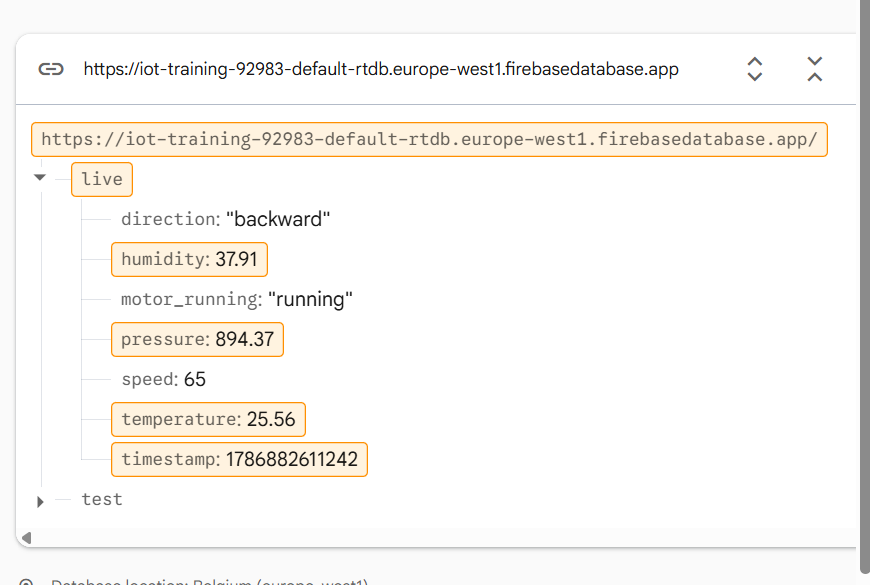 https://iot-training-92983-default-rtdb.europe-west1.firebasedatabase.app
https://iot-training-92983-default-rtdb.europe-west1.firebasedatabase.app/
live
direction: "backward"
humidity: 37.91
motor_running: "running"
pressure: 894.37
speed: 65
temperature: 25.56
timestamp: 1786882611242
test
Database location: Belgium (europe-west1)